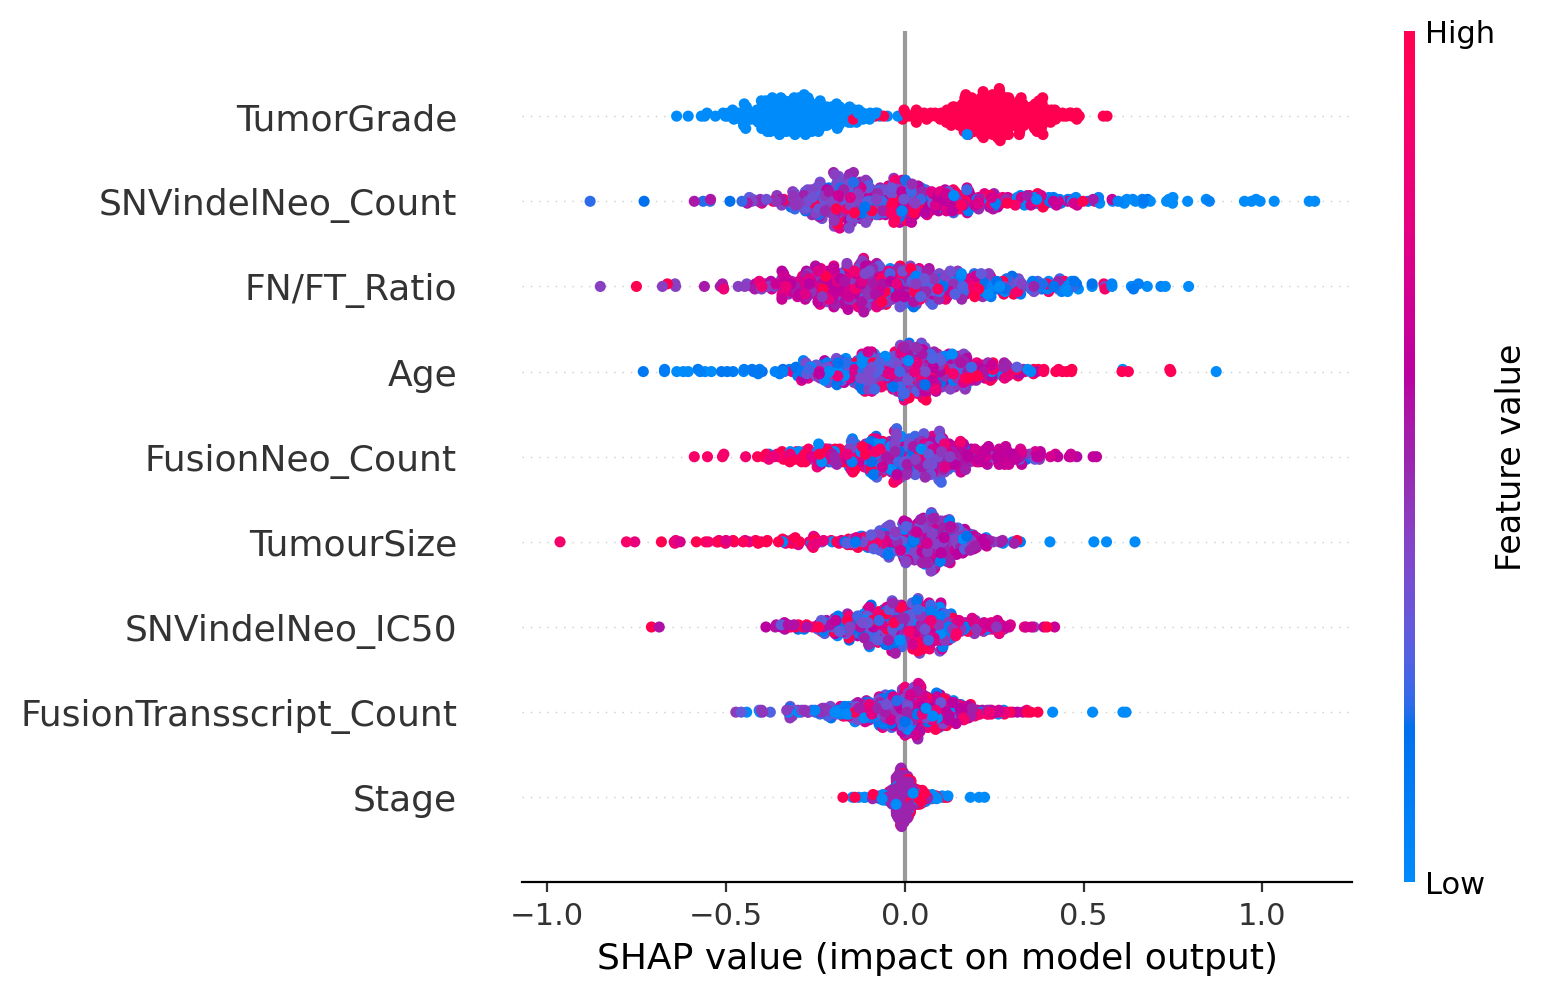 High
TumorGrade
SNVindelNeo_Count
FN/FT_Ratio
Age
FusionNeo_Count
TumourSize
SNVindelNeo_IC50
FusionTransscript_Count
Stage
Feature value
Low
−1.0 −0.5 0.0 0.5 1.0
SHAP value (impact on model output)